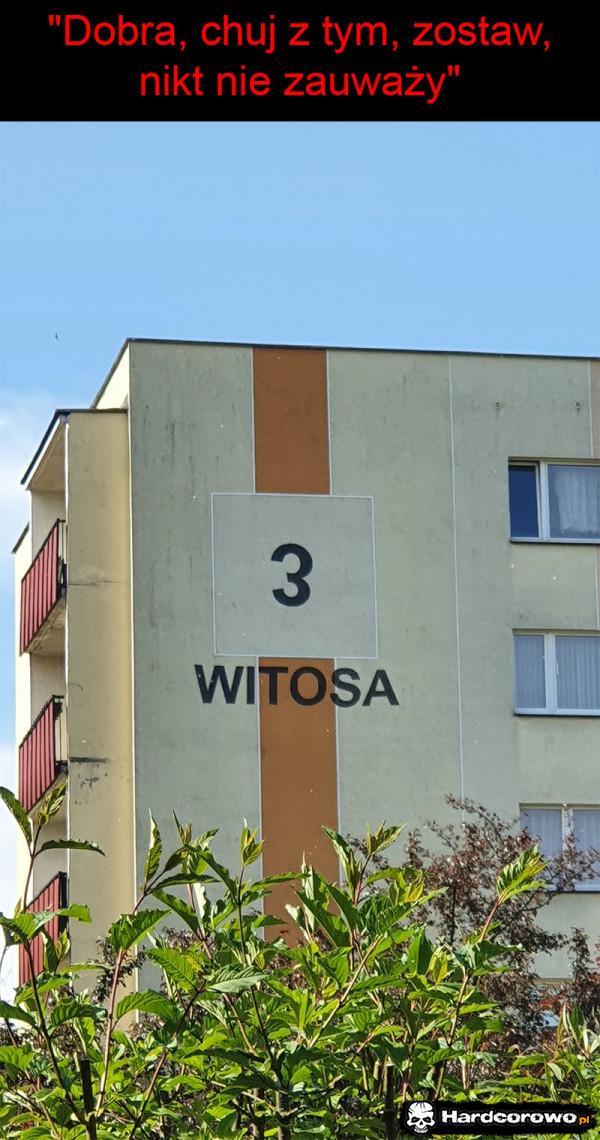 "Dobra, chuj z tym, zostaw,
nikt nie zauważy"
3
WITOSA
Hardcorowo.pl